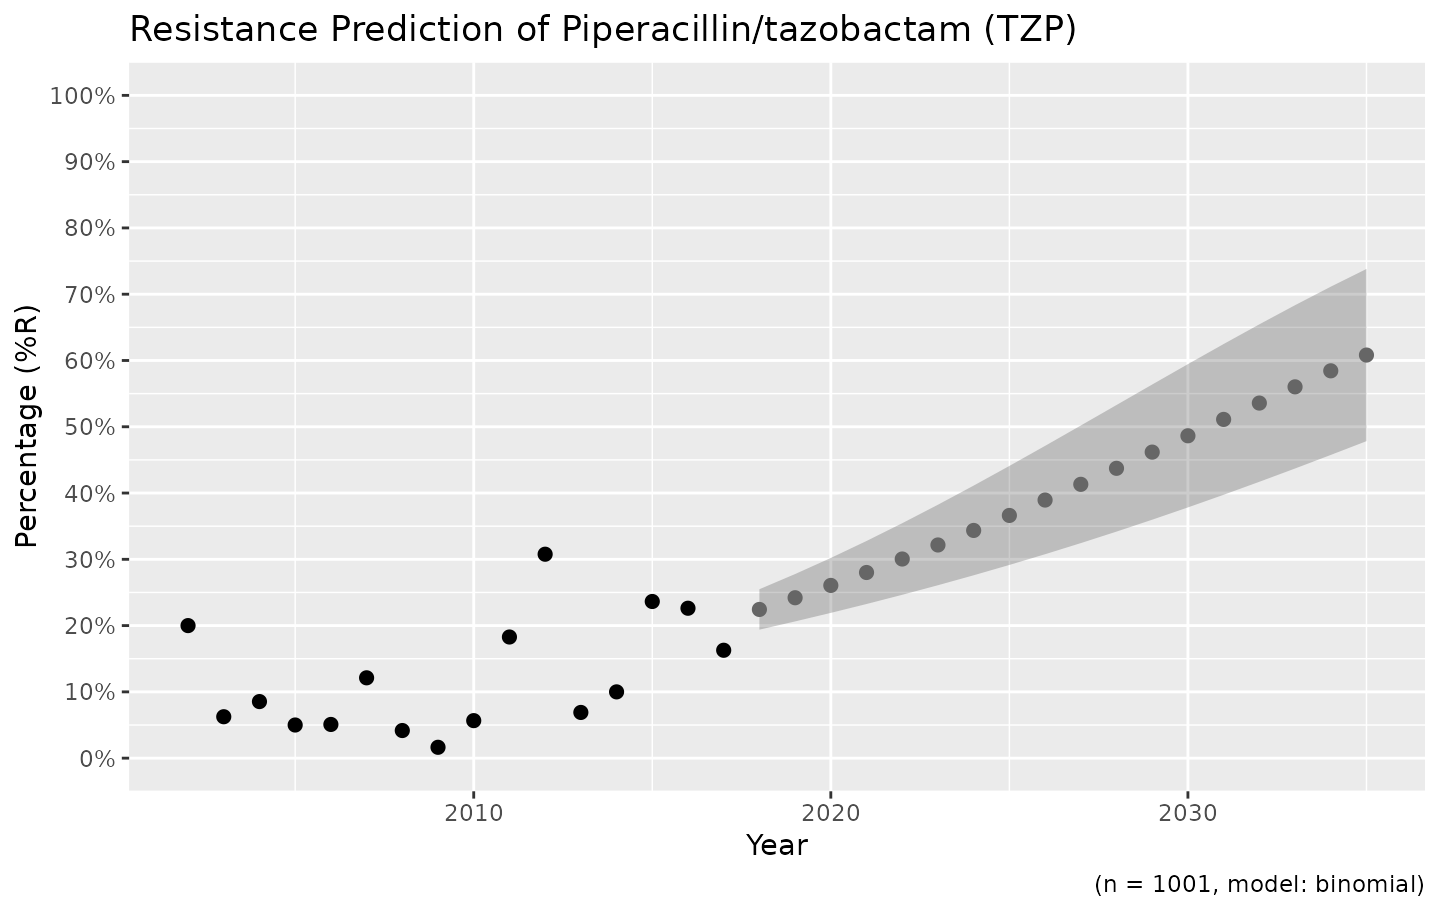 Resistance Prediction of Piperacillin/tazobactam (TZP)
Percentage (%R)
100%
90%
80%
70%
60%
50%
40%
30%
20%
10%
0%
2010 2020 2030
Year
(n = 1001, model: binomial)